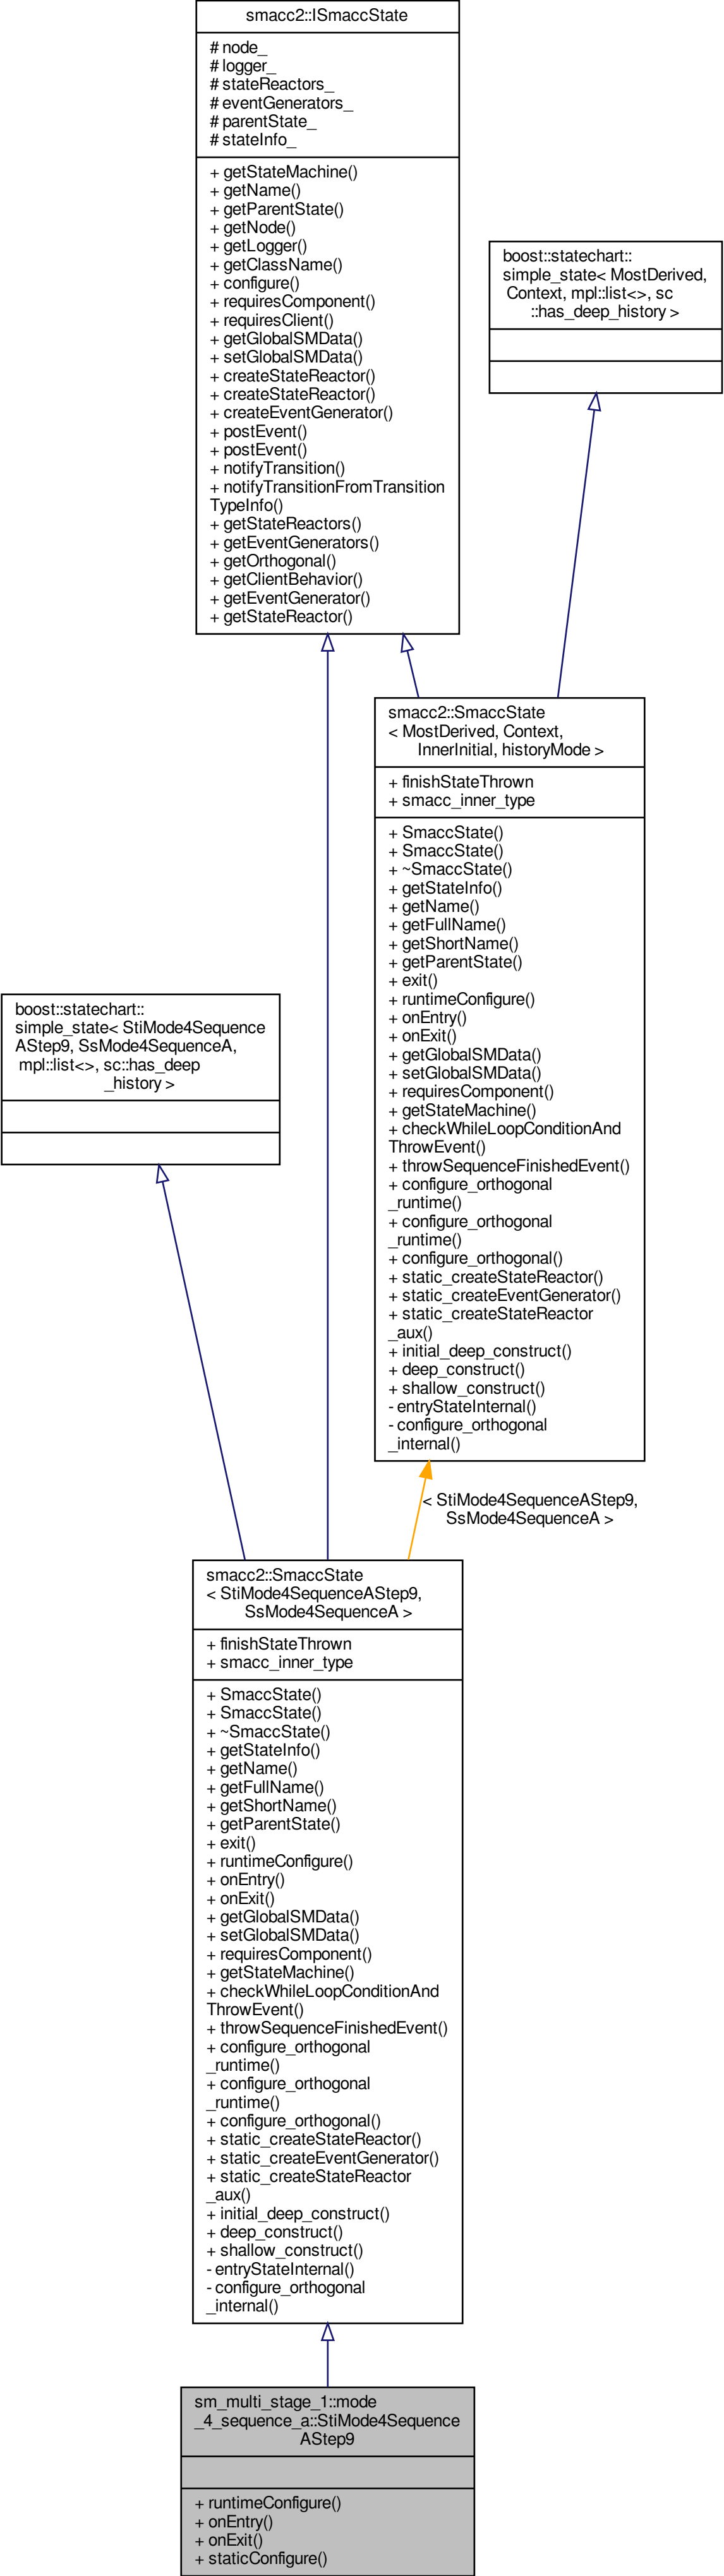 smacc2::ISmaccState
# node_
# logger_
# stateReactors_
# eventGenerators_
# parentState_
# stateInfo_
+ getStateMachine()
+ getName()
+ getParentState()
+ getNode()
+ getLogger()
+ getClassName()
+ configure()
+ requiresComponent()
+ requiresClient()
+ getGlobalSMData()
+ setGlobalSMData()
+ createStateReactor()
+ createStateReactor()
+ createEventGenerator()
+ postEvent()
+ postEvent()
+ notifyTransition()
+ notifyTransitionFromTransition
TypeInfo()
+ getStateReactors()
+ getEventGenerators()
+ getOrthogonal()
+ getClientBehavior()
+ getEventGenerator()
+ getStateReactor()
boost::statechart::
simple_state< MostDerived,
Context, mpl::list<>, sc
::has_deep_history >
smacc2::SmaccState
< MostDerived, Context,
InnerInitial, historyMode >
+ finishStateThrown
+ smacc_inner_type
+ SmaccState()
+ SmaccState()
+ ~SmaccState()
+ getStateInfo()
+ getName()
+ getFullName()
+ getShortName()
+ getParentState()
+ exit()
+ runtimeConfigure()
+ onEntry()
+ onExit()
+ getGlobalSMData()
+ setGlobalSMData()
+ requiresComponent()
+ getStateMachine()
+ checkWhileLoopConditionAnd
ThrowEvent()
+ throwSequenceFinishedEvent()
+ configure_orthogonal
_runtime()
+ configure_orthogonal
_runtime()
+ configure_orthogonal()
+ static_createStateReactor()
+ static_createEventGenerator()
+ static_createStateReactor
_aux()
+ initial_deep_construct()
+ deep_construct()
+ shallow_construct()
- entryStateInternal()
- configure_orthogonal
_internal()
boost::statechart::
simple_state< StiMode4Sequence
AStep9, SsMode4SequenceA,
mpl::list<>, sc::has_deep
_history >
< StiMode4SequenceAStep9,
SsMode4SequenceA >
smacc2::SmaccState
< StiMode4SequenceAStep9,
SsMode4SequenceA >
+ finishStateThrown
+ smacc_inner_type
+ SmaccState()
+ SmaccState()
+ ~SmaccState()
+ getStateInfo()
+ getName()
+ getFullName()
+ getShortName()
+ getParentState()
+ exit()
+ runtimeConfigure()
+ onEntry()
+ onExit()
+ getGlobalSMData()
+ setGlobalSMData()
+ requiresComponent()
+ getStateMachine()
+ checkWhileLoopConditionAnd
ThrowEvent()
+ throwSequenceFinishedEvent()
+ configure_orthogonal
_runtime()
+ configure_orthogonal
_runtime()
+ configure_orthogonal()
+ static_createStateReactor()
+ static_createEventGenerator()
+ static_createStateReactor
_aux()
+ initial_deep_construct()
+ deep_construct()
+ shallow_construct()
- entryStateInternal()
- configure_orthogonal
_internal()
sm_multi_stage_1::mode
_4_sequence_a::StiMode4Sequence
AStep9
+ runtimeConfigure()
+ onEntry()
+ onExit()
+ staticConfigure()